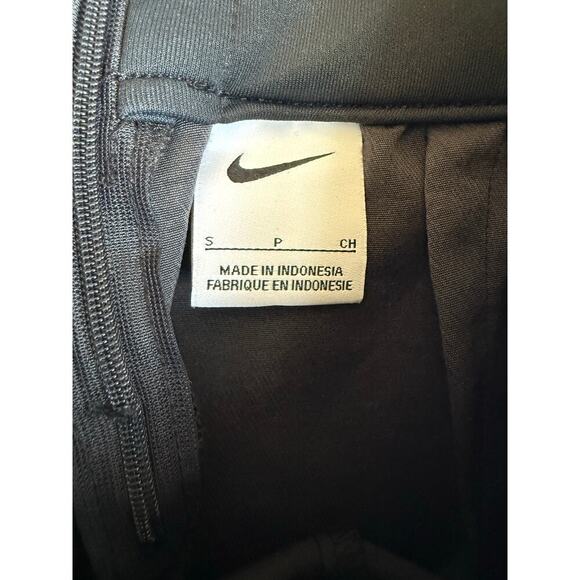 S P CH
MADE IN INDONESIA
FABRIQUE EN INDONESIE